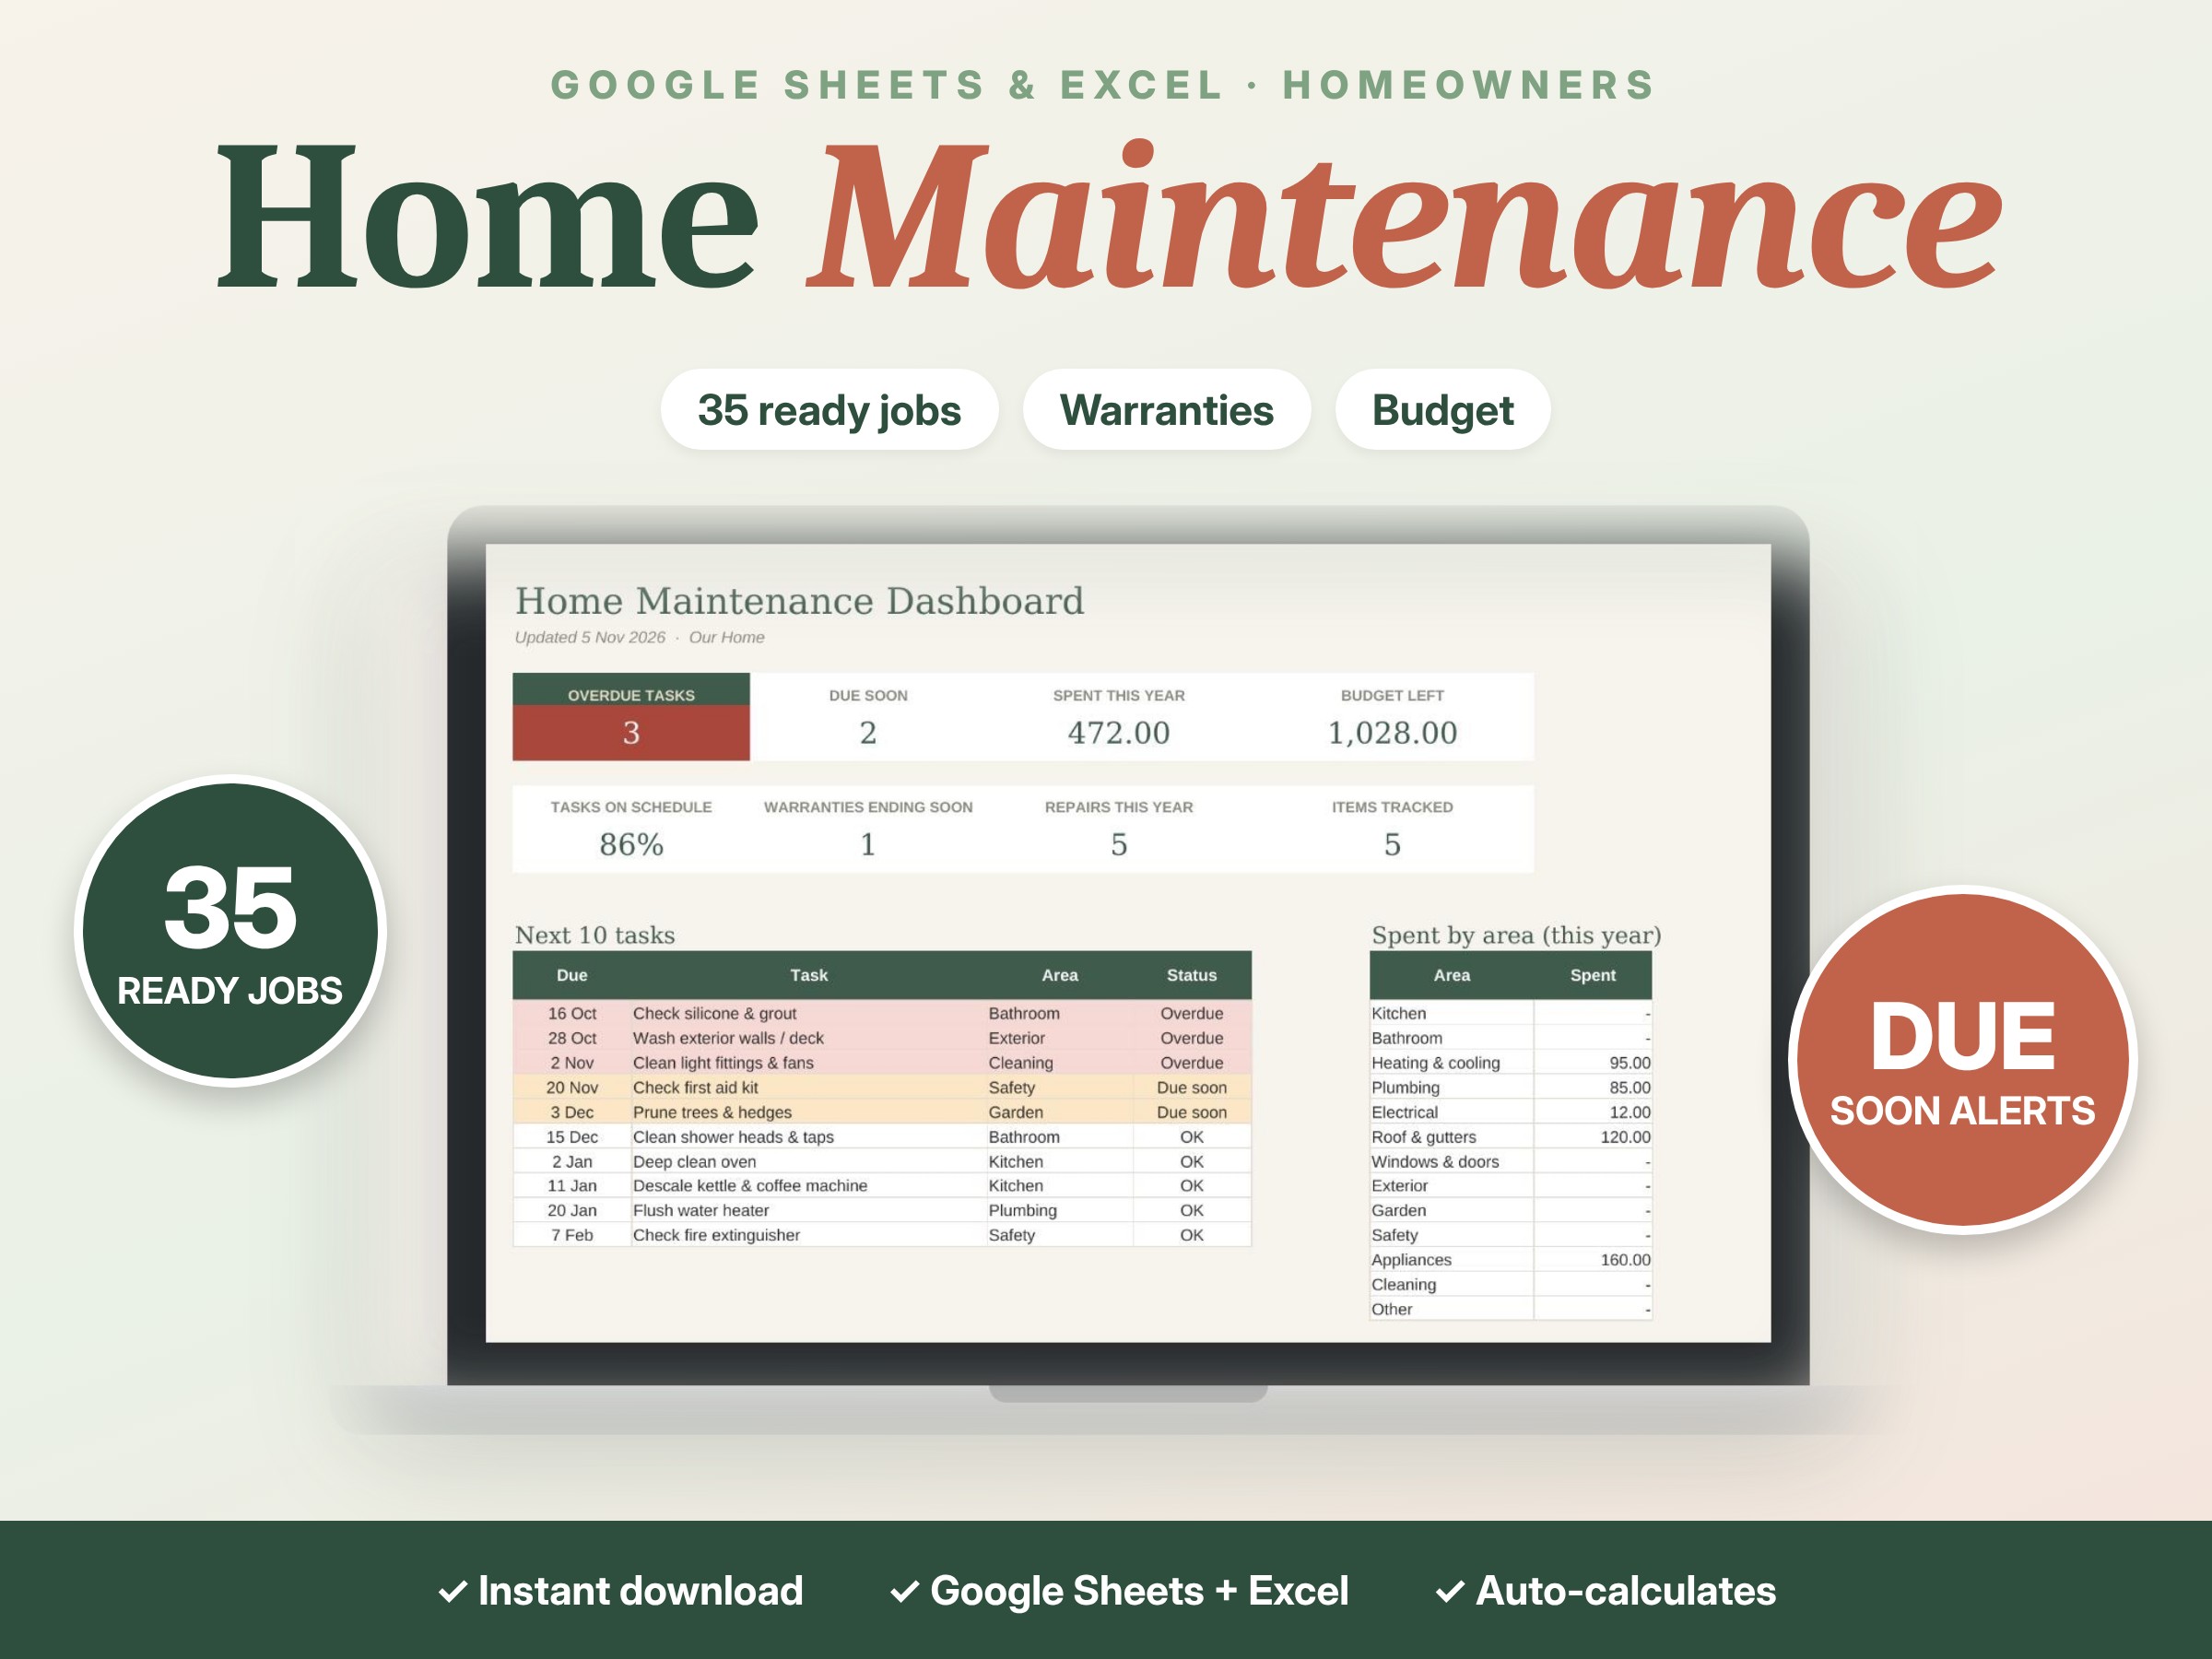 GOOGLE SHEETS & EXCEL · HOMEOWNERS
Home Maintenance
35 ready jobs
Warranties
Budget
Home Maintenance Dashboard
Updated 5 Nov 2026 · Our Home
OVERDUE TASKS DUE SOON SPENT THIS YEAR BUDGET LEFT
3 2 472.00 1,028.00
TASKS ON SCHEDULE WARRANTIES ENDING SOON REPAIRS THIS YEAR ITEMS TRACKED
86% 1 5 5
Next 10 tasks
Due Task Area Status
16 Oct Check silicone & grout Bathroom Overdue
28 Oct Wash exterior walls / deck Exterior Overdue
2 Nov Clean light fittings & fans Cleaning Overdue
20 Nov Check first aid kit Safety Due soon
3 Dec Prune trees & hedges Garden Due soon
15 Dec Clean shower heads & taps Bathroom OK
2 Jan Deep clean oven Kitchen OK
11 Jan Descale kettle & coffee machine Kitchen OK
20 Jan Flush water heater Plumbing OK
7 Feb Check fire extinguisher Safety OK
Spent by area (this year)
Area Spent
Kitchen -
Bathroom -
Heating & cooling 95.00
Plumbing 85.00
Electrical 12.00
Roof & gutters 120.00
Windows & doors -
Exterior -
Garden -
Safety -
Appliances 160.00
Cleaning -
Other -
35
READY JOBS
DUE
SOON ALERTS
✓ Instant download
✓ Google Sheets + Excel
✓ Auto-calculates